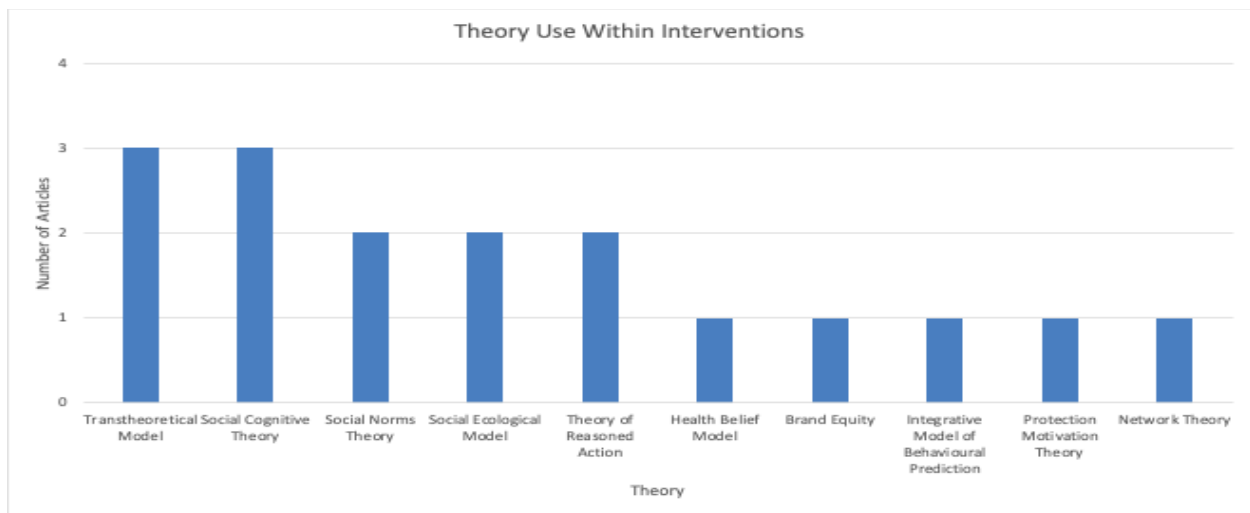 Theory Use Within Interventions
4
3
2
1
0
Number of Articles
Transtheoretical Social Cognitive Social Norms Social Ecological Theory of Health Belief Brand Equity Integrative Protection Network Theory
Model Theory Theory Model Reasoned Model Model of Motivation
Action Behavioural Theory
Prediction
Theory